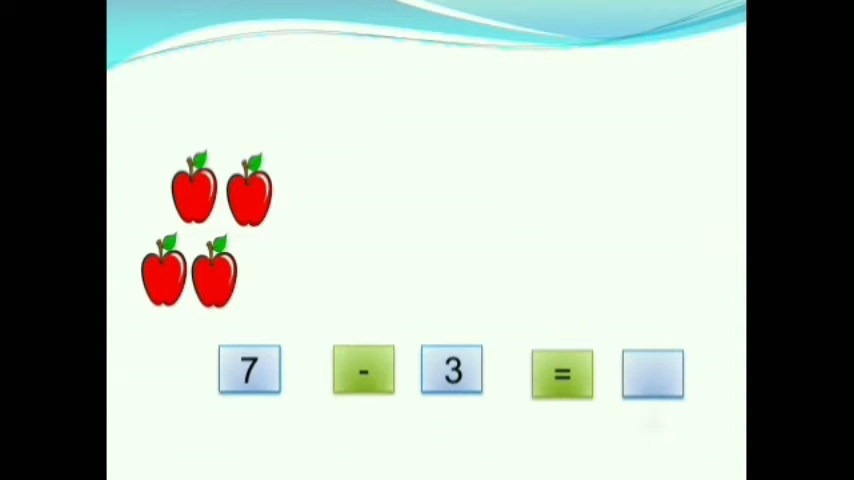 7 - 3 =